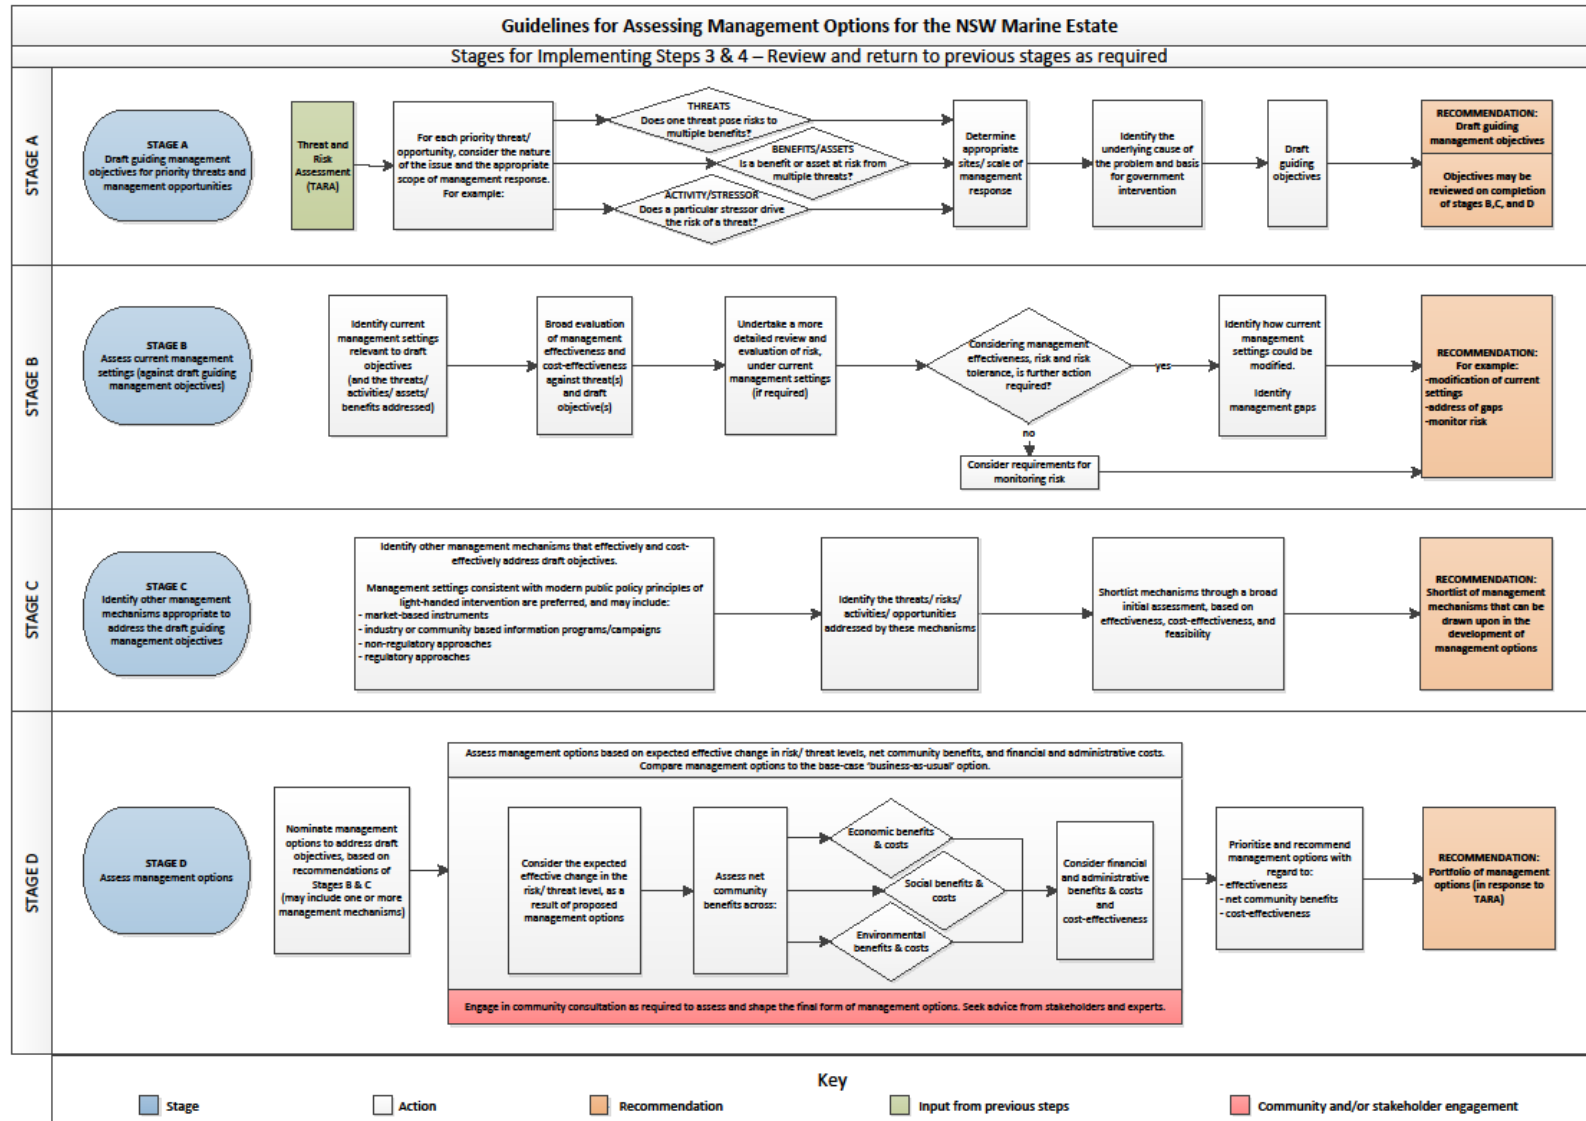 Guidelines for Assessing Management Options for the NSW Marine Estate
Stages for Implementing Steps 3 & 4 – Review and return to previous stages as required
STAGE A
STAGE A
Draft guiding management
objectives for priority threats and
management opportunities
Threat and
Risk
Assessment
(TARA)
For each priority threat/
opportunity, consider the nature
of the issue and the appropriate
scope of management response.
For example:
THREATS
Does one threat pose risks to
multiple benefits?
BENEFITS/ASSETS
Is a benefit or asset at risk from
multiple threats?
ACTIVITY/STRESSOR
Does a particular stressor drive
the risk of a threat?
Determine
appropriate
sites/ scale of
management
response
Identify the
underlying cause of
the problem and basis
for government
intervention
Draft
guiding
objectives
RECOMMENDATION:
Draft guiding
management objectives
Objectives may be
reviewed on completion
of stages B,C, and D
STAGE B
STAGE B
Assess current management
settings (against draft guiding
management objectives)
Identify current
management settings
relevant to draft
objectives
(and the threats/
activities/ assets/
benefits addressed)
Broad evaluation
of management
effectiveness and
cost-effectiveness
against threat(s)
and draft
objective(s)
Undertake a more
detailed review and
evaluation of risk,
under current
management settings
(if required)
Considering management
effectiveness, risk and risk
tolerance, is further action
required?
yes
no
Consider requirements for
monitoring risk
Identify how current
management
settings could be
modified.
Identify
management gaps
RECOMMENDATION:
For example:
-modification of current
settings
-address of gaps
-monitor risk
STAGE C
STAGE C
Identify other management
mechanisms appropriate to
address the draft guiding
management objectives
Identify other management mechanisms that effectively and cost-
effectively address draft objectives.
Management settings consistent with modern public policy principles of
light-handed intervention are preferred, and may include:
- market-based instruments
- industry or community based information programs/campaigns
- non-regulatory approaches
- regulatory approaches
Identify the threats/ risks/
activities/ opportunities
addressed by these mechanisms
Shortlist mechanisms through a broad
initial assessment, based on
effectiveness, cost-effectiveness, and
feasibility
RECOMMENDATION:
Shortlist of management
mechanisms that can be
drawn upon in the
development of
management options
STAGE D
STAGE D
Assess management options
Nominate management
options to address draft
objectives, based on
recommendations of
Stages B & C
(may include one or more
management mechanisms)
Assess management options based on expected effective change in risk/ threat levels, net community benefits, and financial and administrative costs.
Compare management options to the base-case 'business-as-usual' option.
Consider the expected
effective change in the
risk/ threat level, as a
result of proposed
management options
Assess net
community
benefits across:
Economic benefits
& costs
Social benefits &
costs
Environmental
benefits & costs
Consider financial
and administrative
benefits & costs
and
cost-effectiveness
Engage in community consultation as required to assess and shape the final form of management options. Seek advice from stakeholders and experts.
Prioritise and recommend
management options with
regard to:
- effectiveness
- net community benefits
- cost-effectiveness
RECOMMENDATION:
Portfolio of management
options (in response to
TARA)
Key
Stage
Action
Recommendation
Input from previous steps
Community and/or stakeholder engagement